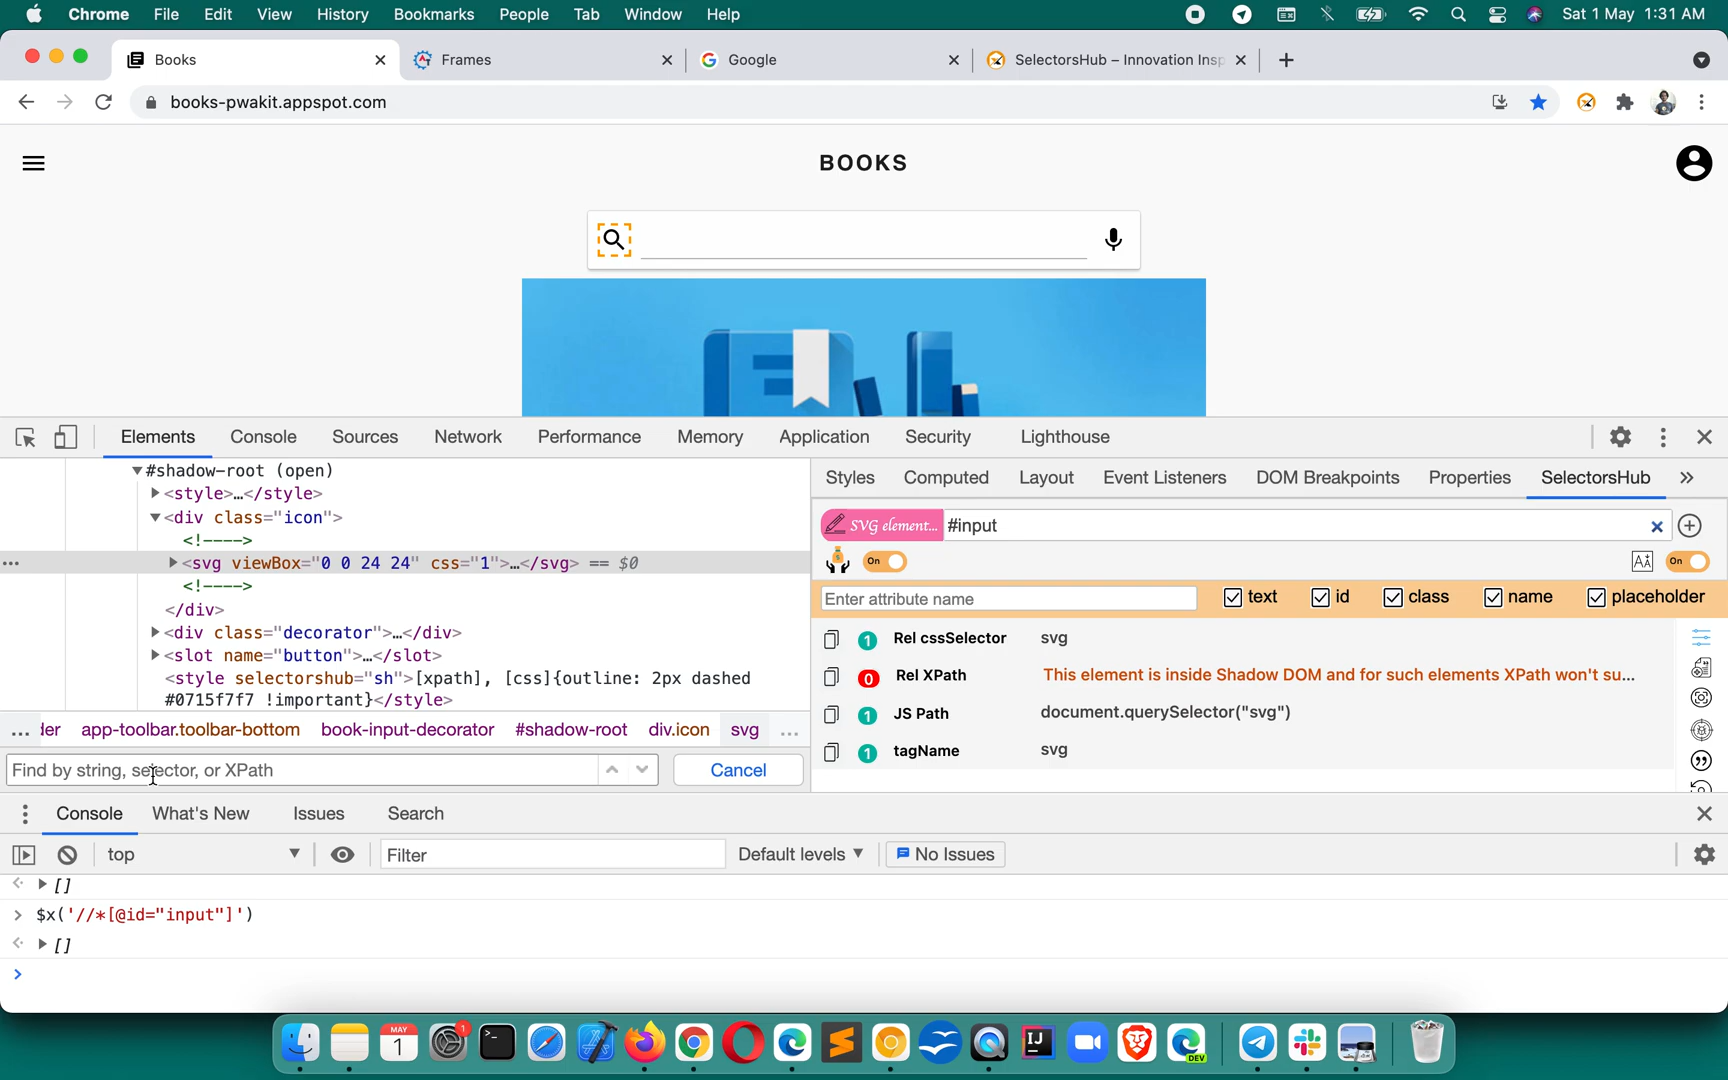 Chrome File Edit View History Bookmarks People Tab Window Help Sat 1 May 1:31 AM
Books Frames Google SelectorsHub – Innovation Insp
books-pwakit.appspot.com
BOOKS
Elements Console Sources Network Performance Memory Application Security Lighthouse
▼#shadow-root (open)
▶<style>…</style>
▼<div class="icon">
<!---->
▶<svg viewBox="0 0 24 24" css="1">…</svg> == $0
<!---->
</div>
▶<div class="decorator">…</div>
▶<slot name="button">…</slot>
<style selectorshub="sh">[xpath], [css]{outline: 2px dashed
#0715f7f7 !important}</style>
... der app-toolbar.toolbar-bottom book-input-decorator #shadow-root div.icon svg ...
Find by string, selector, or XPath Cancel
Styles Computed Layout Event Listeners DOM Breakpoints Properties SelectorsHub »
SVG element... #input
On On
Enter attribute name text id class name placeholder
1 Rel cssSelector svg
0 Rel XPath This element is inside Shadow DOM and for such elements XPath won't su...
1 JS Path document.querySelector("svg")
1 tagName svg
Console What's New Issues Search
top Filter Default levels ▼ No Issues
[]
> $x('//*[@id="input"]')
[]
>
MAY
1
1
IJ
DEV